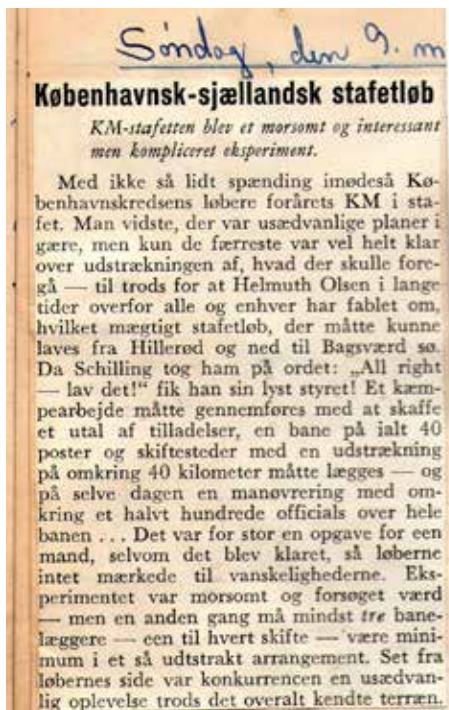 Søndag, den 9. m
Københavnsk-sjællandsk stafetløb
KM-stafetten blev et morsomt og interessant
men kompliceret eksperiment.
Med ikke så lidt spænding imødeså Kø-
benhavnskredsens løbere forårets KM i sta-
fet. Man vidste, der var usædvanlige planer i
gære, men kun de færreste var vel helt klar
over udstrækningen af, hvad der skulle fore-
gå — til trods for at Helmuth Olsen i lange
tider overfor alle og enhver har fablet om,
hvilket mægtigt stafetløb, der måtte kunne
laves fra Hillerød og ned til Bagsværd sø.
Da Schilling tog ham på ordet: „All right
— lav det!“ fik han sin lyst styret! Et kæm-
pearbejde måtte gennemføres med at skaffe
et utal af tilladelser, en bane på ialt 40
poster og skiftesteder med en udstrækning
på omkring 40 kilometer måtte lægges — og
på selve dagen en manøvrering med om-
kring et halvt hundrede officials over hele
banen . . . Det var for stor en opgave for een
mand, selvom det blev klaret, så løberne
intet mærkede til vanskelighederne. Eks-
perimentet var morsomt og forsøget værd
— men en anden gang må mindst tre bane-
læggere — een til hvert skifte — være mini-
mum i et så udtstrakt arrangement. Set fra
løbernes side var konkurrencen en usædvan-
lig oplevelse trods det overalt kendte terræn.